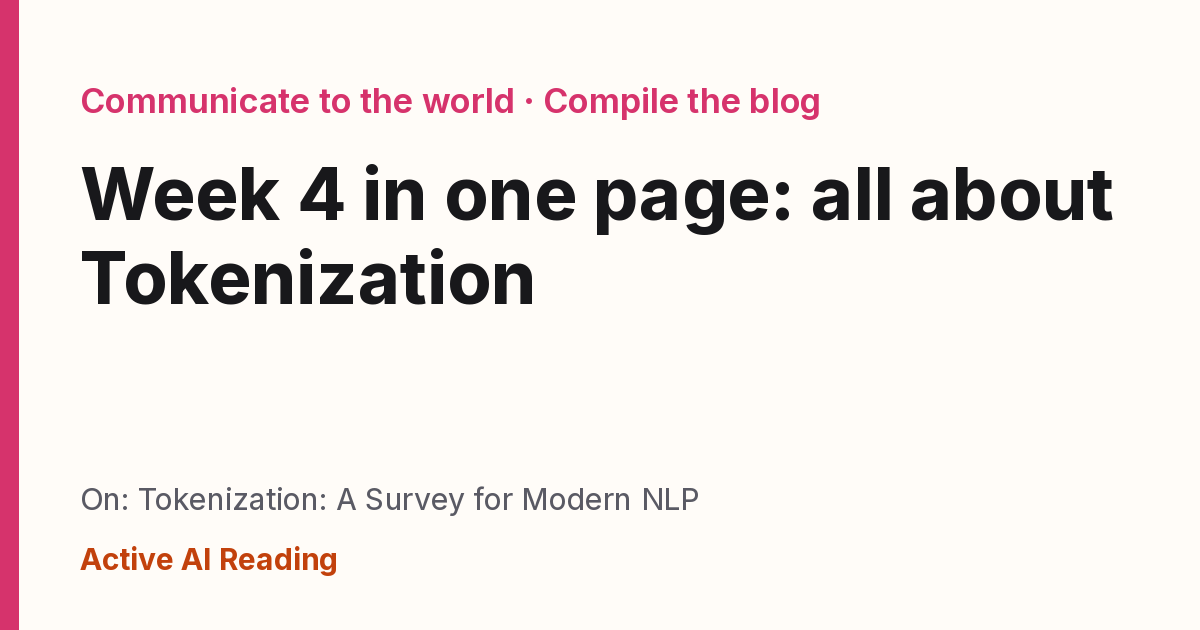 Communicate to the world · Compile the blog
Week 4 in one page: all about
Tokenization
On: Tokenization: A Survey for Modern NLP
Active AI Reading